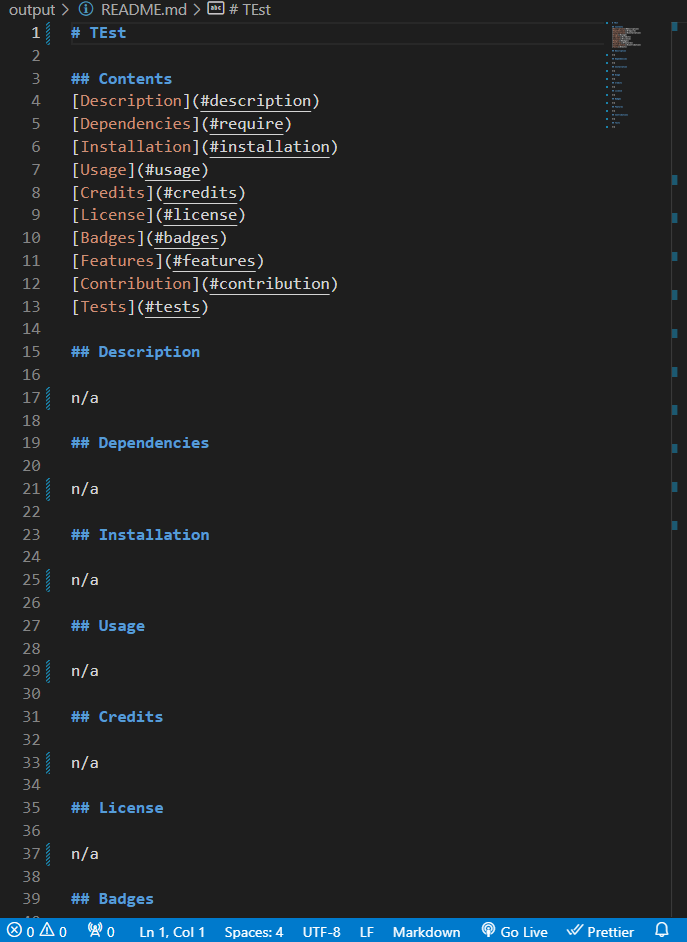 output > README.md > abc # TEst
1 # TEst
2
3 ## Contents
4 [Description](#description)
5 [Dependencies](#require)
6 [Installation](#installation)
7 [Usage](#usage)
8 [Credits](#credits)
9 [License](#license)
10 [Badges](#badges)
11 [Features](#features)
12 [Contribution](#contribution)
13 [Tests](#tests)
14
15 ## Description
16
17 n/a
18
19 ## Dependencies
20
21 n/a
22
23 ## Installation
24
25 n/a
26
27 ## Usage
28
29 n/a
30
31 ## Credits
32
33 n/a
34
35 ## License
36
37 n/a
38
39 ## Badges
0 0 0 Ln 1, Col 1 Spaces: 4 UTF-8 LF Markdown Go Live Prettier